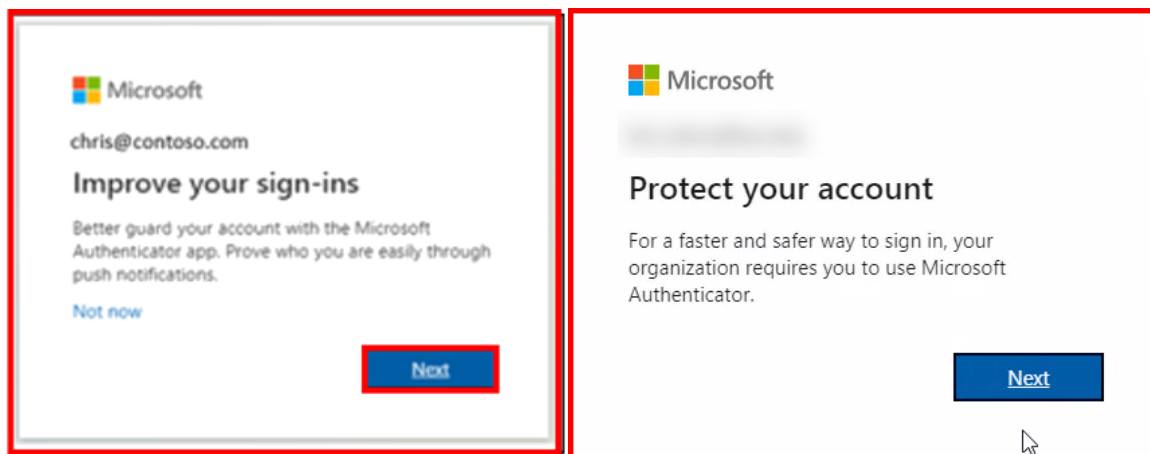 Microsoft
chris@contoso.com
Improve your sign-ins
Better guard your account with the Microsoft
Authenticator app. Prove who you are easily through
push notifications.
Not now
Next
Microsoft
Protect your account
For a faster and safer way to sign in, your
organization requires you to use Microsoft
Authenticator.
Next